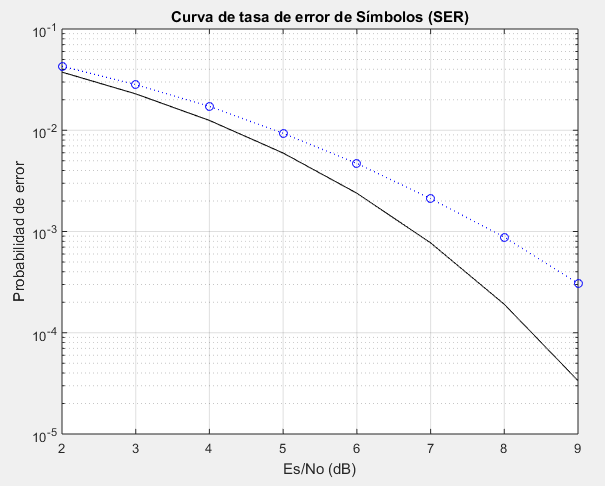 Curva de tasa de error de Símbolos (SER)
10^-1
10^-2
10^-3
10^-4
10^-5
Probabilidad de error
2 3 4 5 6 7 8 9
Es/No (dB)